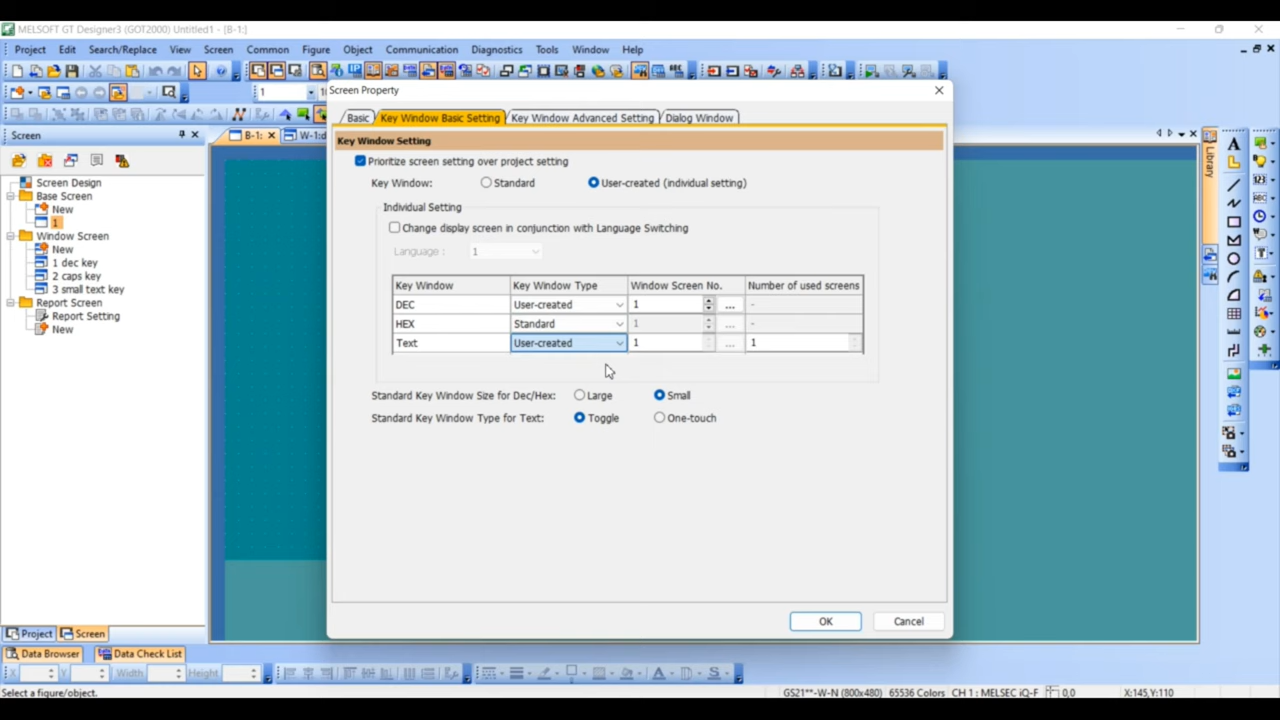 MELSOFT GT Designer3 (GOT2000) Untitled1 - [B-1:]
Project Edit Search/Replace View Screen Common Figure Object Communication Diagnostics Tools Window Help
1
Screen
B-1: W-1:d
Screen Design
Base Screen
New
1
Window Screen
New
1 dec key
2 caps key
3 small text key
Report Screen
Report Setting
New
Project Screen
Screen Property
Basic Key Window Basic Setting Key Window Advanced Setting Dialog Window
Key Window Setting
Prioritize screen setting over project setting
Key Window: Standard User-created (individual setting)
Individual Setting
Change display screen in conjunction with Language Switching
Language : 1
Key Window Key Window Type Window Screen No. Number of used screens
DEC User-created 1 ... -
HEX Standard 1 ... -
Text User-created 1 ... 1
Standard Key Window Size for Dec/Hex: Large Small
Standard Key Window Type for Text: Toggle One-touch
OK Cancel
Library
Data Browser Data Check List
X Y Width Height
Select a figure/object.
GS21**-W-N (800x480) 65536 Colors CH 1 : MELSEC iQ-F 0,0 X:145,Y:110